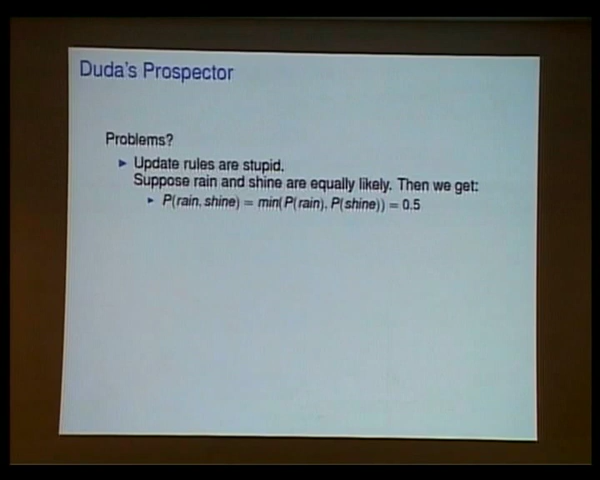 Duda's Prospector
Problems?
▸ Update rules are stupid.
Suppose rain and shine are equally likely. Then we get:
▸ P(rain, shine) = min(P(rain), P(shine)) = 0.5